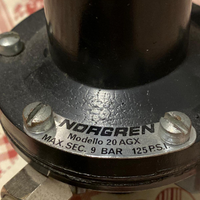 NORGREN
Modello 20 AGX
MAX. SEC. 9 BAR 125 P.S.I.